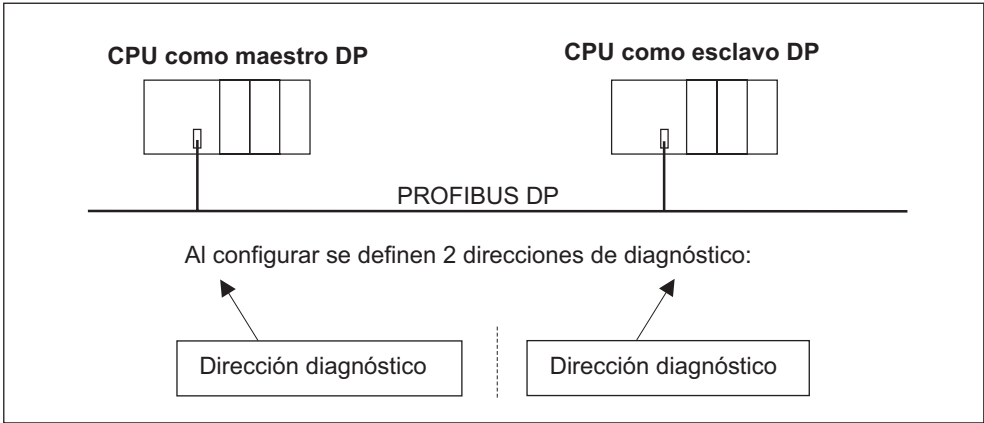 CPU como maestro DP
CPU como esclavo DP
PROFIBUS DP
Al configurar se definen 2 direcciones de diagnóstico:
Dirección diagnóstico
Dirección diagnóstico